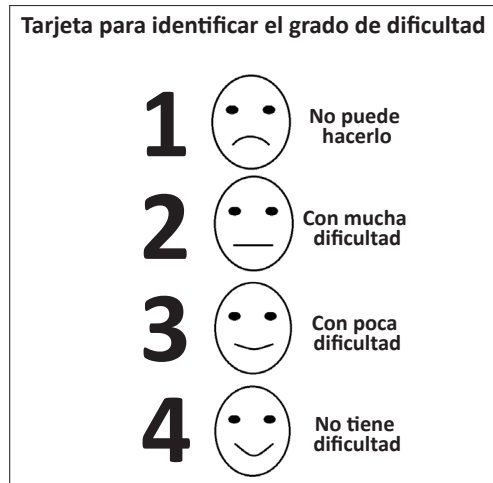 Tarjeta para identificar el grado de dificultad
1
No puede
hacerlo
2
Con mucha
dificultad
3
Con poca
dificultad
4
No tiene
dificultad